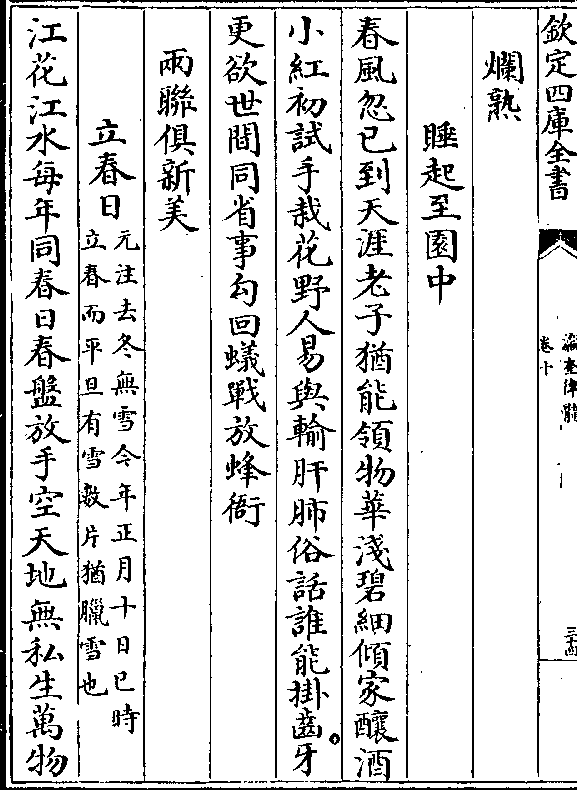 欽定四庫全書
瀛奎律髓
卷十
爛熟
睡起至園中
春風忽已到天涯老子猶能領物華淺碧細傾家釀酒
小紅初試手栽花野人易與輸肝肺俗話誰能掛齒牙。
更欲世間同省事勾回蟻戰放蜂衙
兩聯俱新美
立春日
元注去冬無雪今年正月十日巳時
立春而平旦有雪數片猶臘雪也
江花江水每年同春日春盤放手空天地無私生萬物